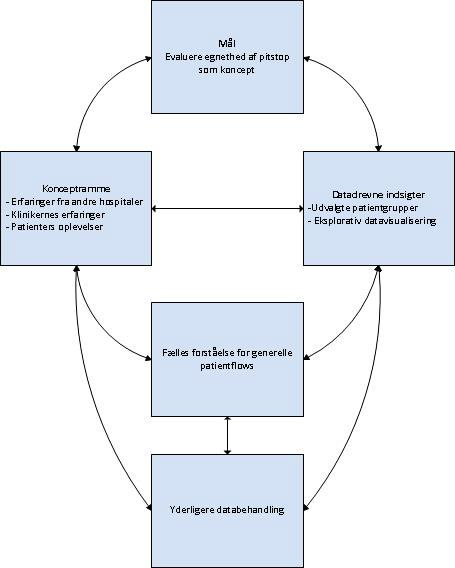 Mål
Evaluere egnethed af pitstop
som koncept
Konceptramme
- Erfaringer fra andre hospitaler
- Klinikernes erfaringer
- Patienters oplevelser
Datadrevne indsigter
-Udvalgte patientgrupper
- Eksplorativ datavisualisering
Fælles forståelse for generelle
patientflows
Yderligere databehandling